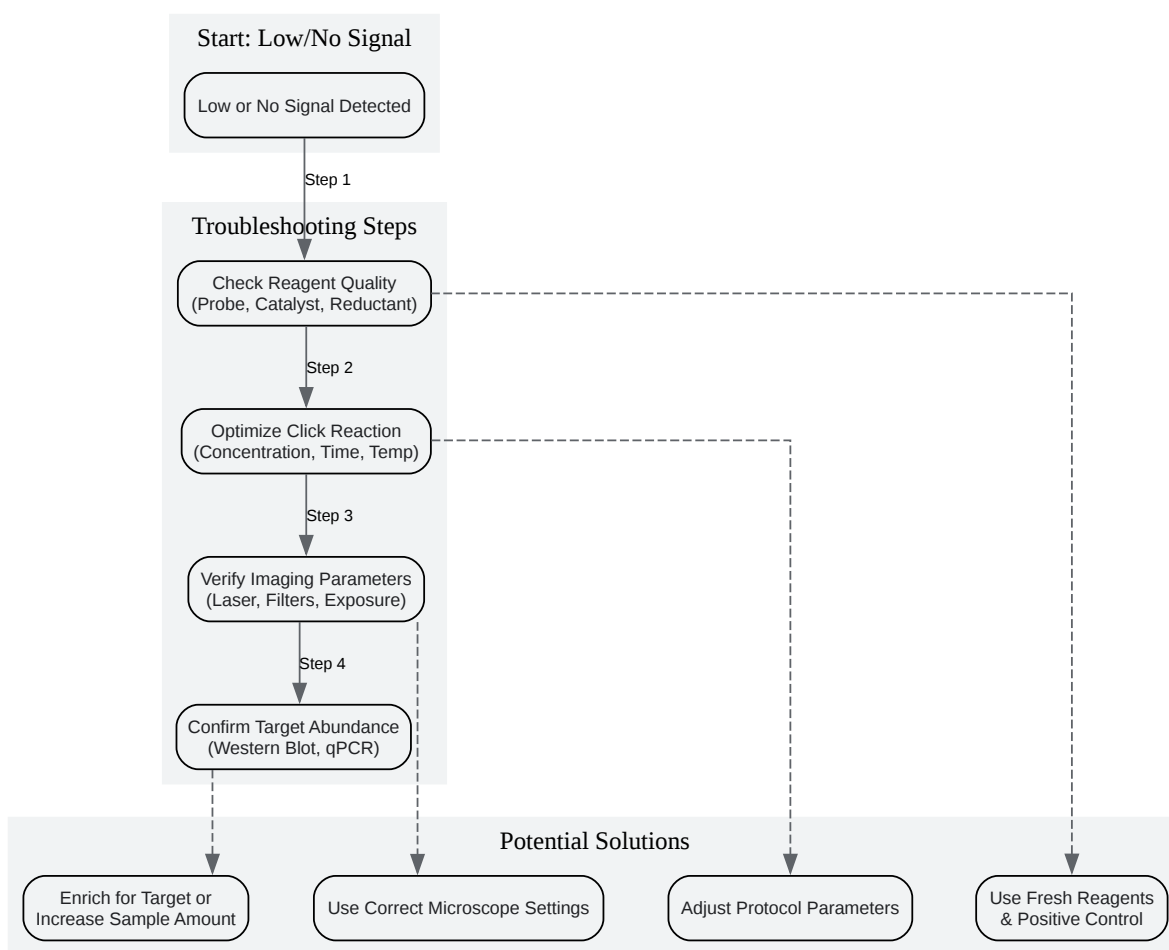 Start: Low/No Signal
Low or No Signal Detected
Step 1
Troubleshooting Steps
Check Reagent Quality
(Probe, Catalyst, Reductant)
Step 2
Optimize Click Reaction
(Concentration, Time, Temp)
Step 3
Verify Imaging Parameters
(Laser, Filters, Exposure)
Step 4
Confirm Target Abundance
(Western Blot, qPCR)
Potential Solutions
Enrich for Target or
Increase Sample Amount
Use Correct Microscope Settings
Adjust Protocol Parameters
Use Fresh Reagents
& Positive Control